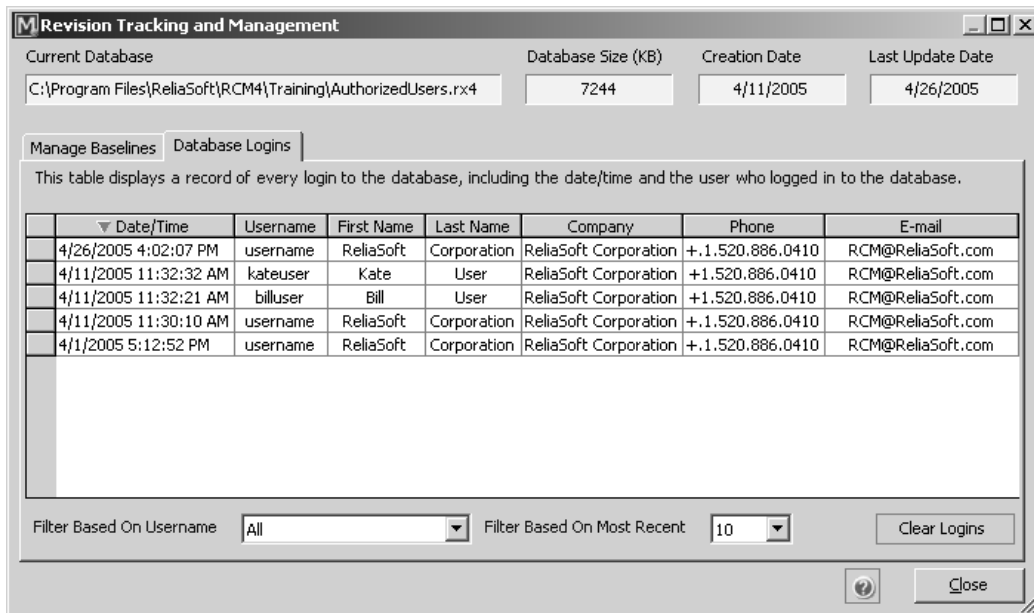 M Revision Tracking and Management
Current Database Database Size (KB) Creation Date Last Update Date
C:\Program Files\ReliaSoft\RCM4\Training\AuthorizedUsers.rx4 7244 4/11/2005 4/26/2005
Manage Baselines Database Logins
This table displays a record of every login to the database, including the date/time and the user who logged in to the database.
Date/Time Username First Name Last Name Company Phone E-mail
4/26/2005 4:02:07 PM username ReliaSoft Corporation ReliaSoft Corporation +.1.520.886.0410 RCM@ReliaSoft.com
4/11/2005 11:32:32 AM kateuser Kate User ReliaSoft Corporation +1.520.886.0410 RCM@ReliaSoft.com
4/11/2005 11:32:21 AM billuser Bill User ReliaSoft Corporation +1.520.886.0410 RCM@ReliaSoft.com
4/11/2005 11:30:10 AM username ReliaSoft Corporation ReliaSoft Corporation +.1.520.886.0410 RCM@ReliaSoft.com
4/1/2005 5:12:52 PM username ReliaSoft Corporation ReliaSoft Corporation +.1.520.886.0410 RCM@ReliaSoft.com
Filter Based On Username All Filter Based On Most Recent 10 Clear Logins
? Close